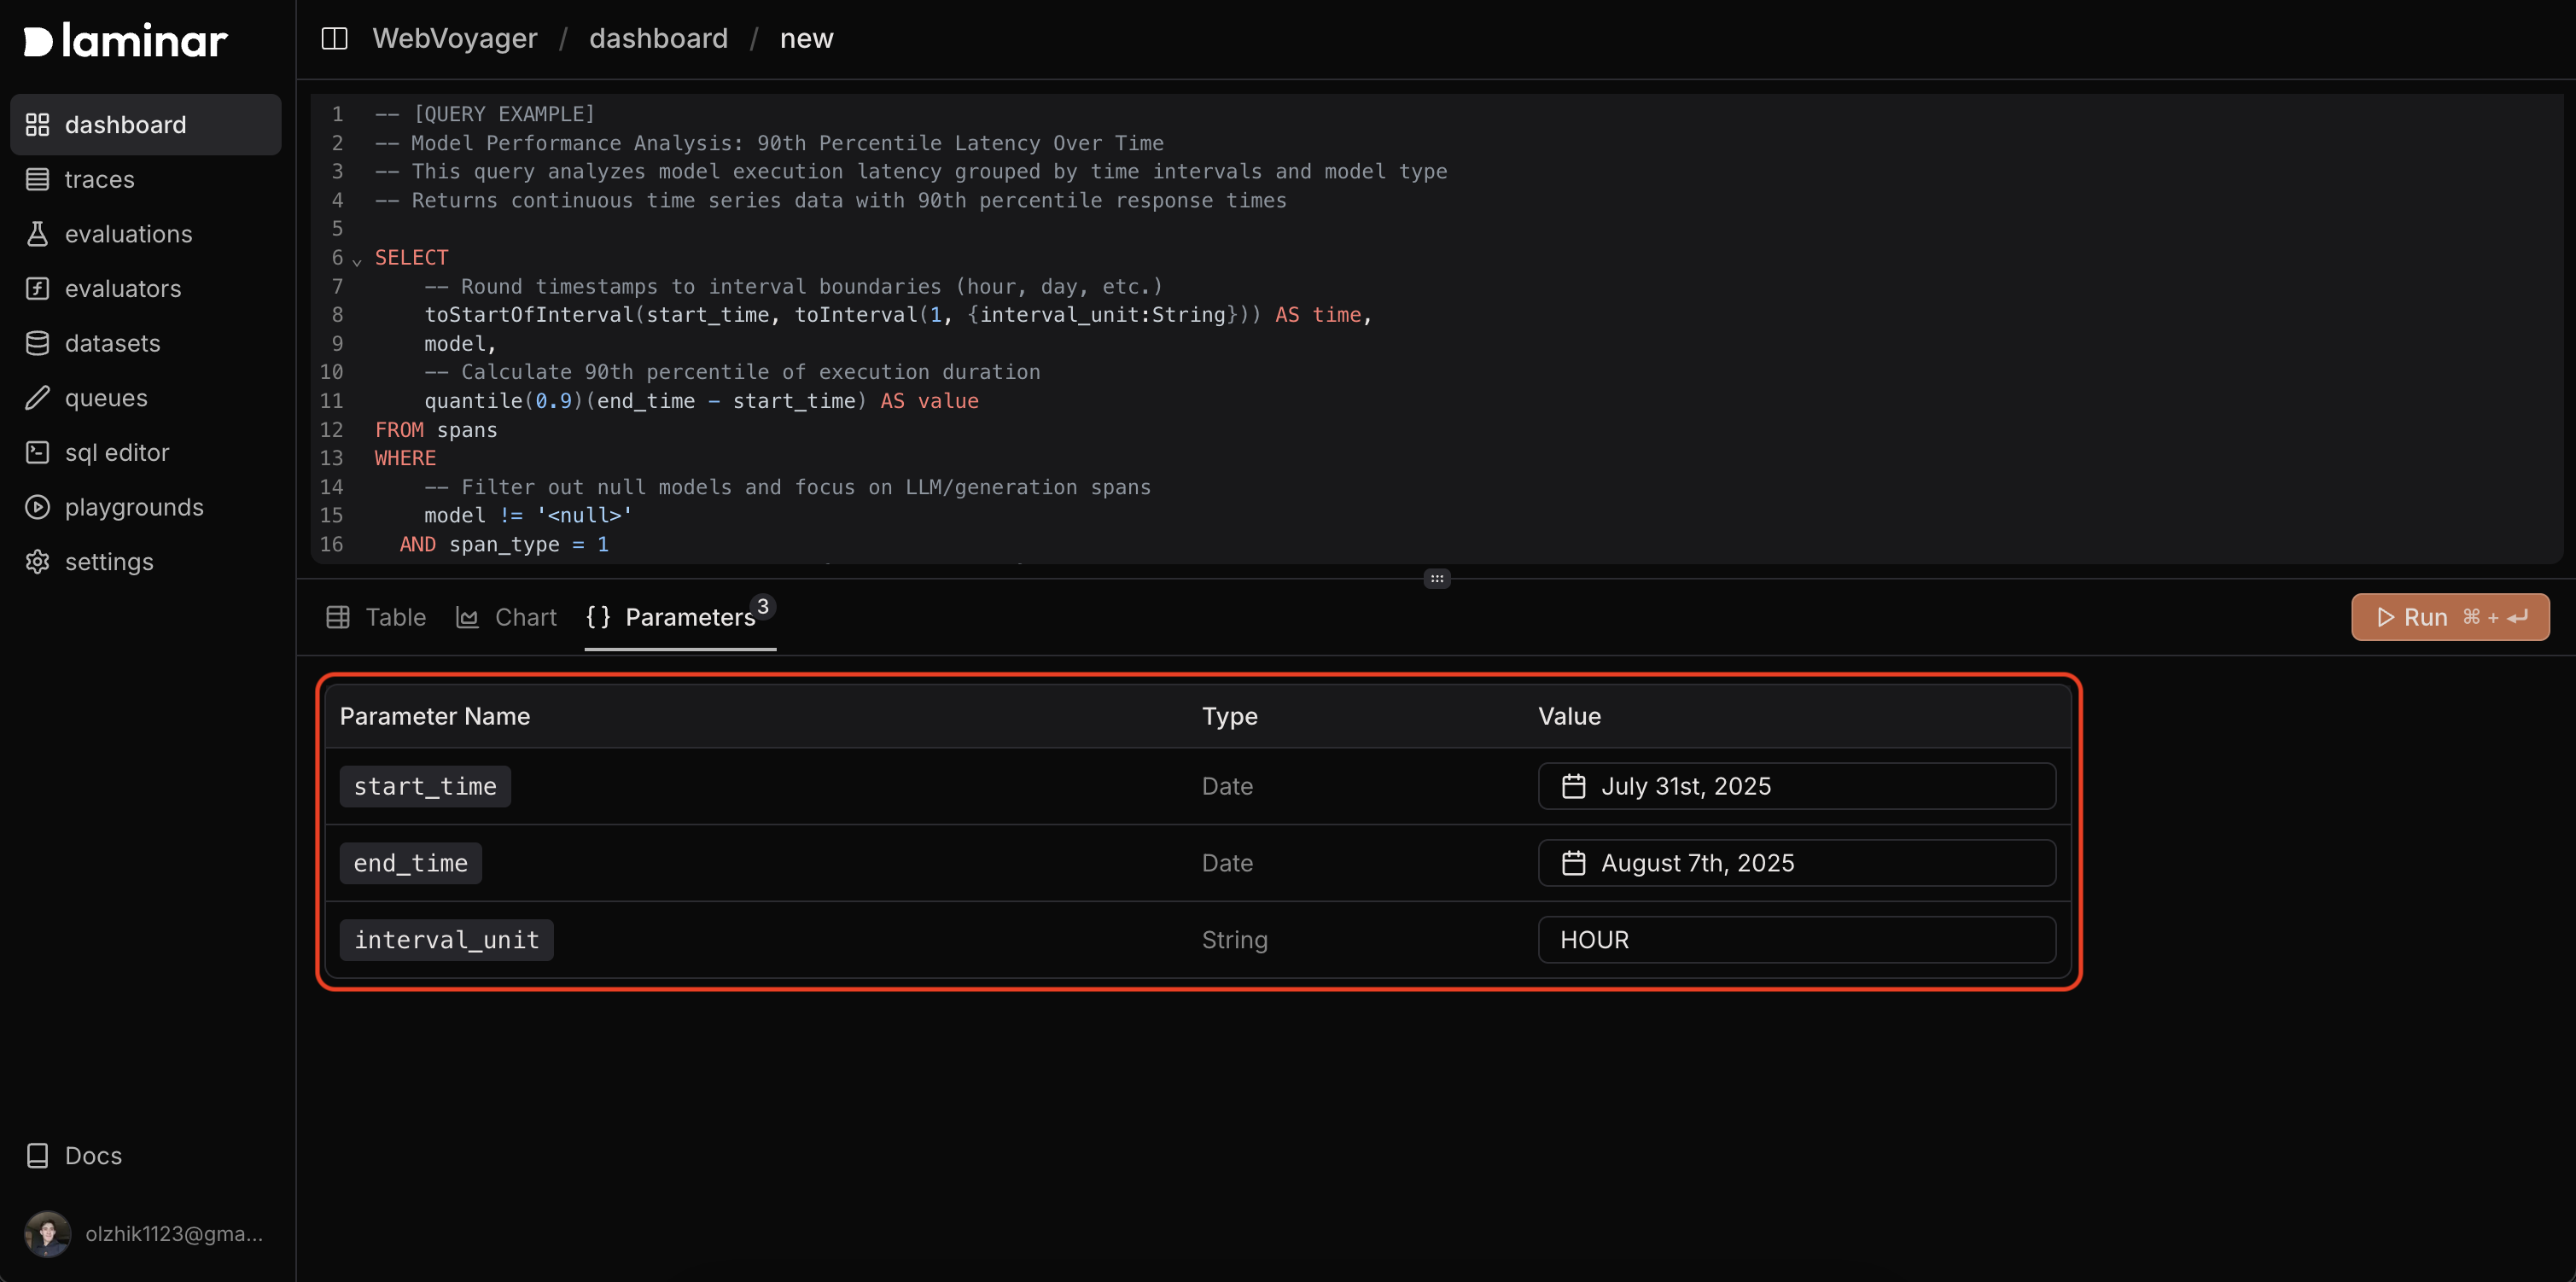 laminar
dashboard
traces
evaluations
evaluators
datasets
queues
sql editor
playgrounds
settings
Docs
olzhik1123@gma...
WebVoyager / dashboard / new
1 -- [QUERY EXAMPLE]
2 -- Model Performance Analysis: 90th Percentile Latency Over Time
3 -- This query analyzes model execution latency grouped by time intervals and model type
4 -- Returns continuous time series data with 90th percentile response times
5
6 SELECT
7 -- Round timestamps to interval boundaries (hour, day, etc.)
8 toStartOfInterval(start_time, toInterval(1, {interval_unit:String})) AS time,
9 model,
10 -- Calculate 90th percentile of execution duration
11 quantile(0.9)(end_time - start_time) AS value
12 FROM spans
13 WHERE
14 -- Filter out null models and focus on LLM/generation spans
15 model != '<null>'
16 AND span_type = 1
Table Chart {} Parameters 3
Run ⌘ + ↵
Parameter Name Type Value
start_time Date July 31st, 2025
end_time Date August 7th, 2025
interval_unit String HOUR